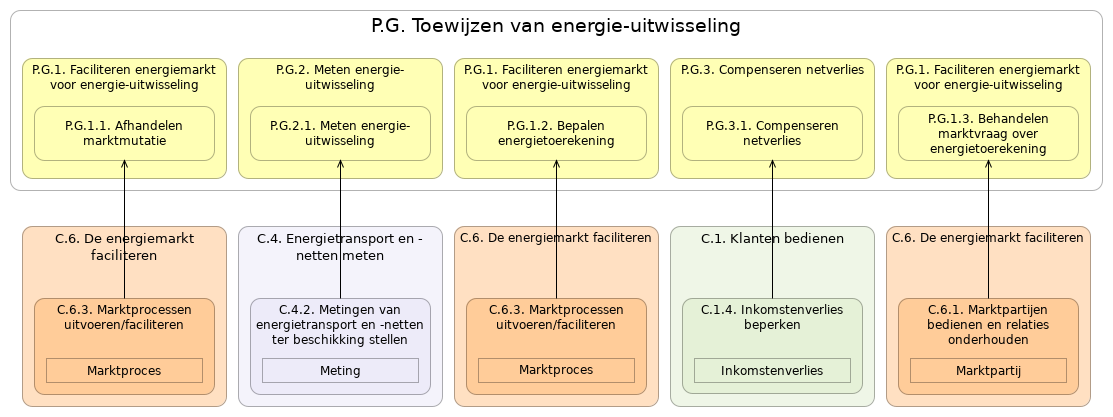 P.G. Toewijzen van energie-uitwisseling
P.G.1. Faciliteren energiemarkt
voor energie-uitwisseling
P.G.1.1. Afhandelen
marktmutatie
P.G.2. Meten energie-
uitwisseling
P.G.2.1. Meten energie-
uitwisseling
P.G.1. Faciliteren energiemarkt
voor energie-uitwisseling
P.G.1.2. Bepalen
energietoerekening
P.G.3. Compenseren netverlies
P.G.3.1. Compenseren
netverlies
P.G.1. Faciliteren energiemarkt
voor energie-uitwisseling
P.G.1.3. Behandelen
marktvraag over
energietoerekening
C.6. De energiemarkt
faciliteren
C.6.3. Marktprocessen
uitvoeren/faciliteren
Marktproces
C.4. Energietransport en -
netten meten
C.4.2. Metingen van
energietransport en -netten
ter beschikking stellen
Meting
C.6. De energiemarkt faciliteren
C.6.3. Marktprocessen
uitvoeren/faciliteren
Marktproces
C.1. Klanten bedienen
C.1.4. Inkomstenverlies
beperken
Inkomstenverlies
C.6. De energiemarkt faciliteren
C.6.1. Marktpartijen
bedienen en relaties
onderhouden
Marktpartij